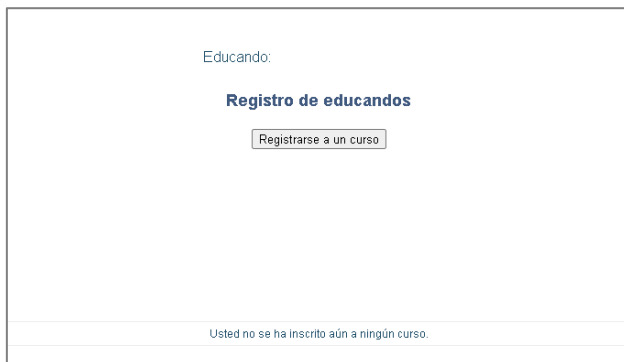 Educando:
Registro de educandos
Registrarse a un curso
Usted no se ha inscrito aún a ningún curso.